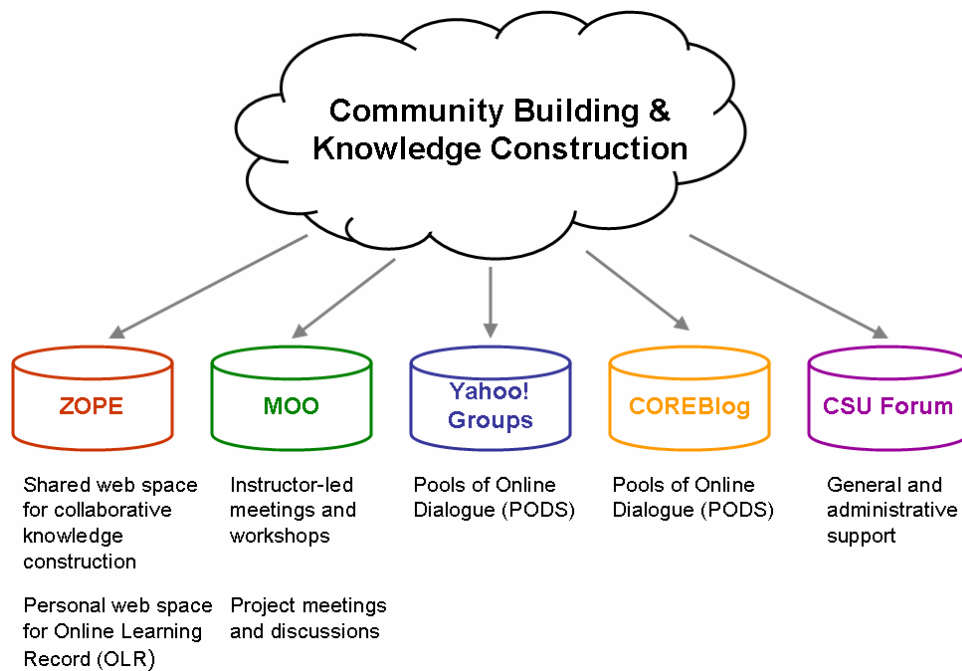 Community Building &
Knowledge Construction
ZOPE
MOO
Yahoo!
Groups
COREBlog
CSU Forum
Shared web space
for collaborative
knowledge
construction
Personal web space
for Online Learning
Record (OLR)
Instructor-led
meetings and
workshops
Project meetings
and discussions
Pools of Online
Dialogue (PODS)
Pools of Online
Dialogue (PODS)
General and
administrative
support